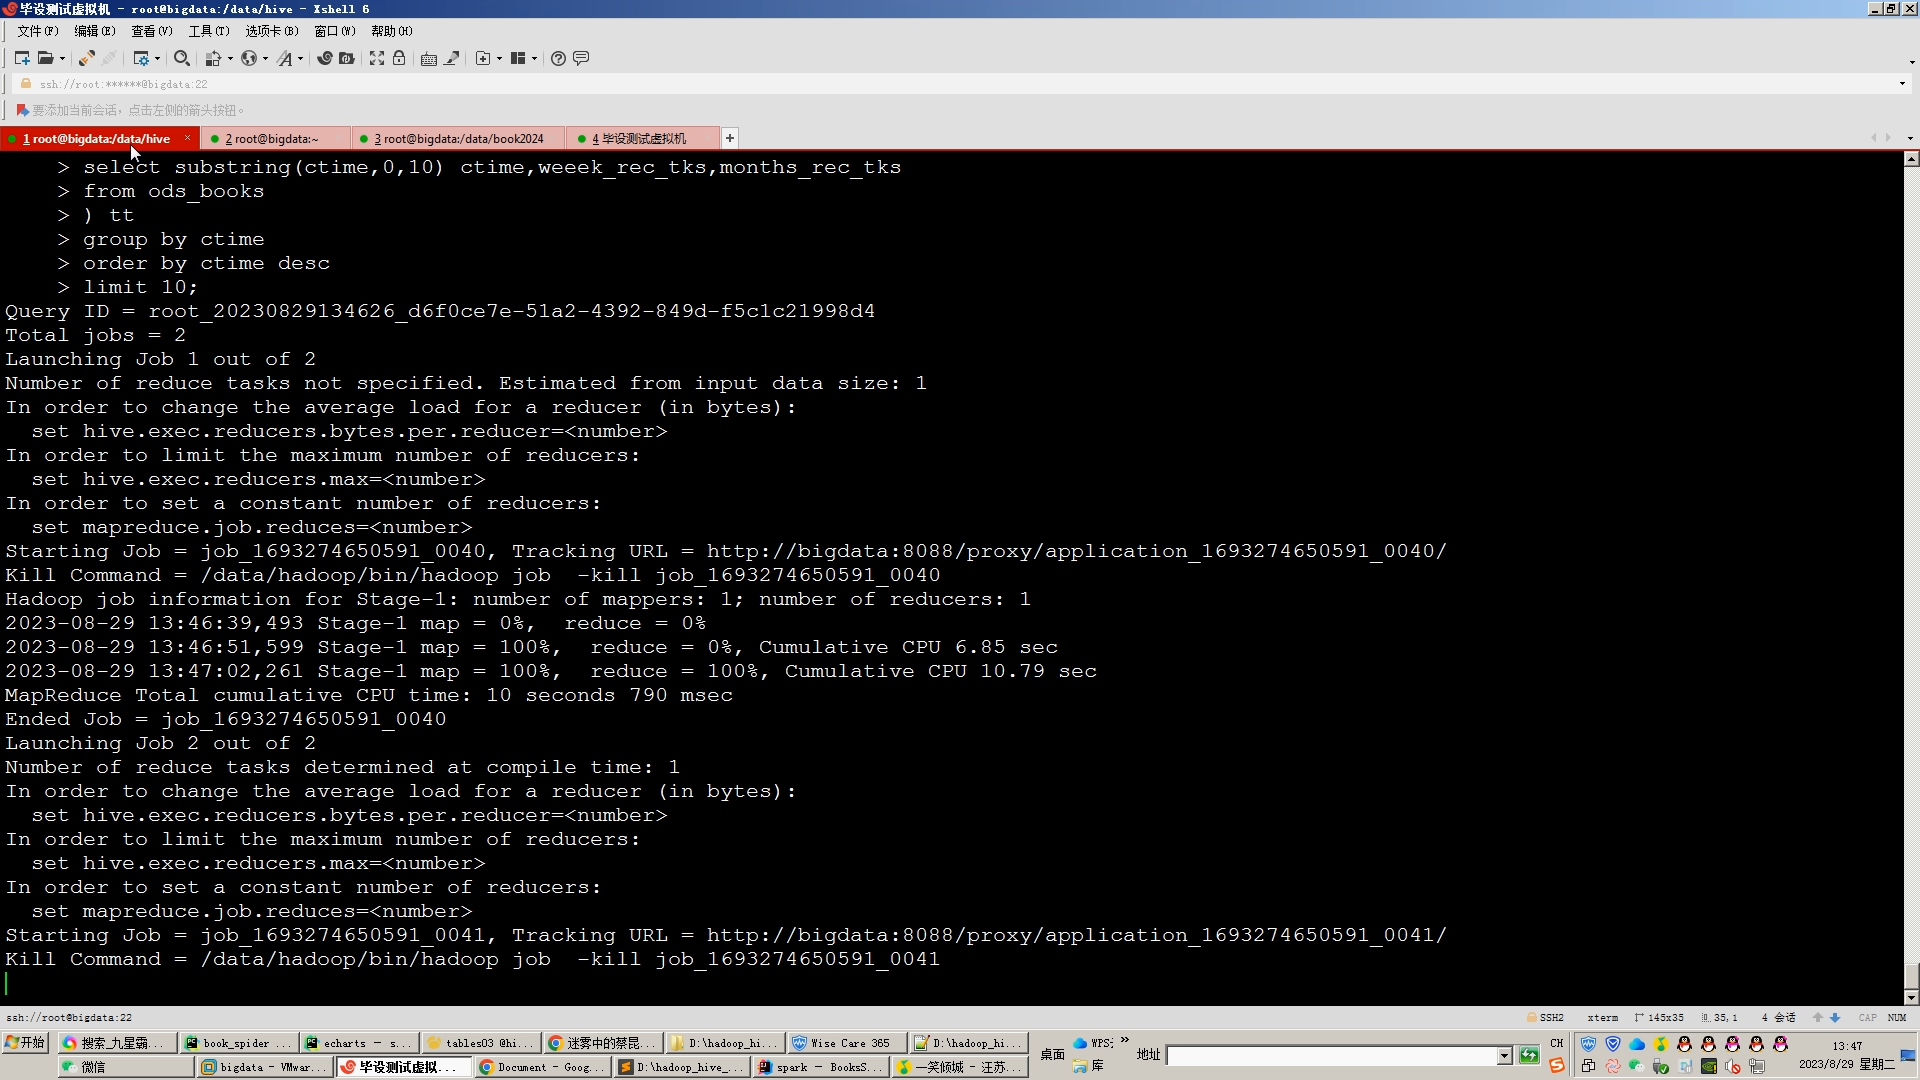 毕设测试虚拟机 - root@bigdata:/data/hive - Xshell 6
文件(F) 编辑(E) 查看(V) 工具(T) 选项卡(B) 窗口(W) 帮助(H)
ssh://root:******@bigdata:22
要添加当前会话，点击左侧的箭头按钮。
1 root@bigdata:/data/hive × 2 root@bigdata:~ 3 root@bigdata:/data/book2024 4 毕设测试虚拟机 +
> select substring(ctime,0,10) ctime,weeek_rec_tks,months_rec_tks
> from ods_books
> ) tt
> group by ctime
> order by ctime desc
> limit 10;
Query ID = root_20230829134626_d6f0ce7e-51a2-4392-849d-f5c1c21998d4
Total jobs = 2
Launching Job 1 out of 2
Number of reduce tasks not specified. Estimated from input data size: 1
In order to change the average load for a reducer (in bytes):
set hive.exec.reducers.bytes.per.reducer=<number>
In order to limit the maximum number of reducers:
set hive.exec.reducers.max=<number>
In order to set a constant number of reducers:
set mapreduce.job.reduces=<number>
Starting Job = job_1693274650591_0040, Tracking URL = http://bigdata:8088/proxy/application_1693274650591_0040/
Kill Command = /data/hadoop/bin/hadoop job  -kill job_1693274650591_0040
Hadoop job information for Stage-1: number of mappers: 1; number of reducers: 1
2023-08-29 13:46:39,493 Stage-1 map = 0%,  reduce = 0%
2023-08-29 13:46:51,599 Stage-1 map = 100%,  reduce = 0%, Cumulative CPU 6.85 sec
2023-08-29 13:47:02,261 Stage-1 map = 100%,  reduce = 100%, Cumulative CPU 10.79 sec
MapReduce Total cumulative CPU time: 10 seconds 790 msec
Ended Job = job_1693274650591_0040
Launching Job 2 out of 2
Number of reduce tasks determined at compile time: 1
In order to change the average load for a reducer (in bytes):
set hive.exec.reducers.bytes.per.reducer=<number>
In order to limit the maximum number of reducers:
set hive.exec.reducers.max=<number>
In order to set a constant number of reducers:
set mapreduce.job.reduces=<number>
Starting Job = job_1693274650591_0041, Tracking URL = http://bigdata:8088/proxy/application_1693274650591_0041/
Kill Command = /data/hadoop/bin/hadoop job  -kill job_1693274650591_0041
ssh://root@bigdata:22 SSH2 xterm 145x35 35,1 4 会话 CAP NUM
开始 搜索_九星霸... book_spider ... echarts – s... tables03 @hi... 迷雾中的禁昆... D:\hadoop_hi... Wise Care 365 D:\hadoop_hi... 桌面 WPS云 » 地址 CH 13:47
微信 bigdata - VMwar... 毕设测试虚拟... Document - Goog... D:\hadoop_hive_... spark – BooksS... 一笑倾城 - 汪苏... 库 2023/8/29 星期二